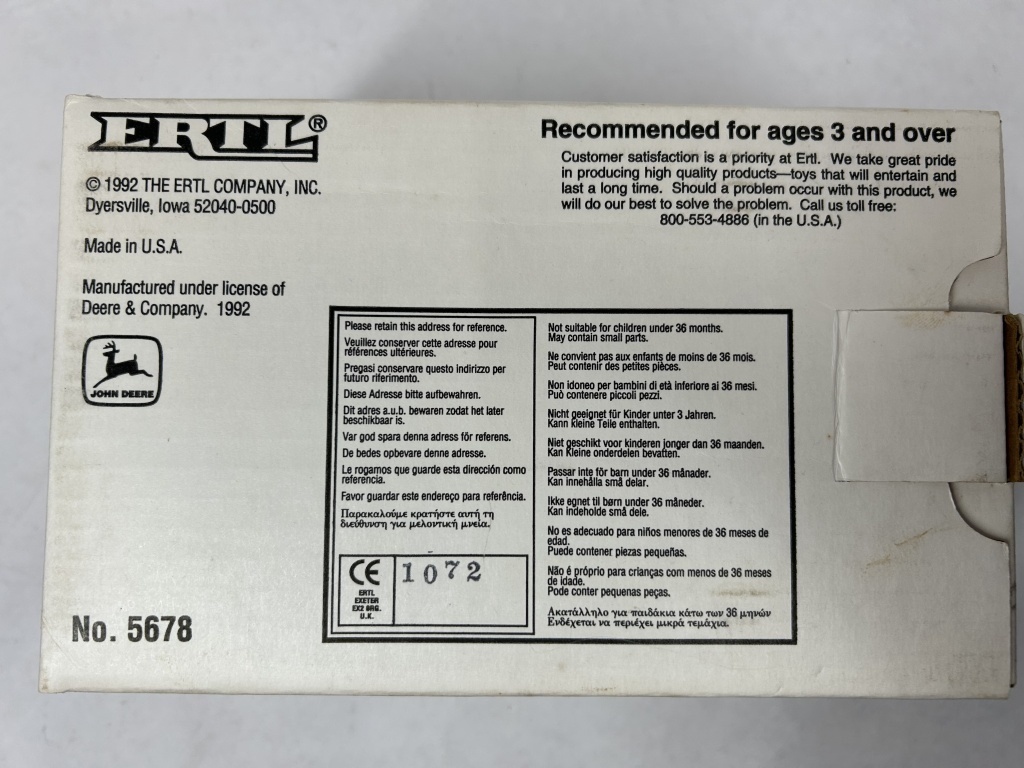 ERTL®
© 1992 THE ERTL COMPANY, INC.
Dyersville, Iowa 52040-0500
Made in U.S.A.
Manufactured under license of
Deere & Company. 1992
JOHN DEERE
No. 5678
Recommended for ages 3 and over
Customer satisfaction is a priority at Ertl. We take great pride
in producing high quality products—toys that will entertain and
last a long time. Should a problem occur with this product, we
will do our best to solve the problem. Call us toll free:
800-553-4886 (in the U.S.A.)
Please retain this address for reference.
Veuillez conserver cette adresse pour
références ultérieures.
Pregasi conservare questo indirizzo per
futuro riferimento.
Diese Adresse bitte aufbewahren.
Dit adres a.u.b. bewaren zodat het later
beschikbaar is.
Var god spara denna adress för referens.
De bedes opbevare denne adresse.
Le rogamos que guarde esta dirección como
referencia.
Favor guardar este endereço para referência.
Παρακαλούμε κρατήστε αυτή τη
διεύθυνση για μελοντική μνεία.
CE
ERTL
EXETER
EX2 8RG.
U.K.
1072
Not suitable for children under 36 months.
May contain small parts.
Ne convient pas aux enfants de moins de 36 mois.
Peut contenir des petites pièces.
Non idoneo per bambini di età inferiore ai 36 mesi.
Può contenere piccoli pezzi.
Nicht geeignet für Kinder unter 3 Jahren.
Kann kleine Teile enthalten.
Niet geschikt voor kinderen jonger dan 36 maanden.
Kan Kleine onderdelen bevatten.
Passar inte för barn under 36 månader.
Kan innehålla små delar.
Ikke egnet til børn under 36 måneder.
Kan indeholde små dele.
No es adecuado para niños menores de 36 meses de
edad.
Puede contener piezas pequeñas.
Não é próprio para crianças com menos de 36 meses
de idade.
Pode conter pequenas peças.
Ακατάλληλο για παιδάκια κάτω των 36 μηνών
Ενδέχεται να περιέχει μικρά τεμάχια.